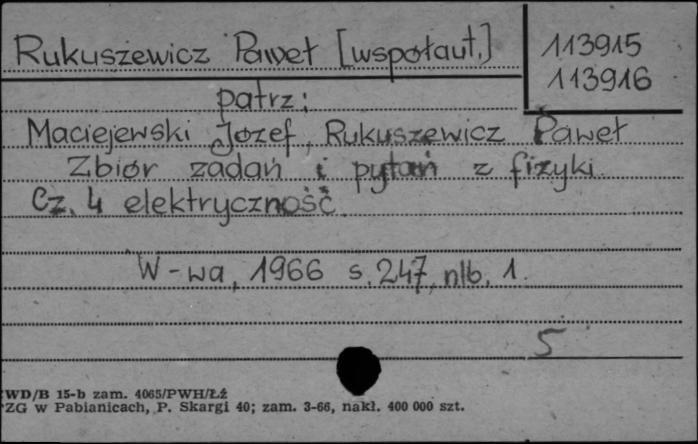 Rukuszewicz Paweł [współaut.]
113915
113916
patrz:
Maciejewski Józef, Rukuszewicz Paweł
Zbiór zadań i pytań z fizyki.
Cz. 4 elektryczność.
W-wa, 1966 s. 247, nlb. 1.
5
WD/B 15-b zam. 4065/PWH/Łź
PZG w Pabianicach, P. Skargi 40; zam. 3-66, nakł. 400 000 szt.